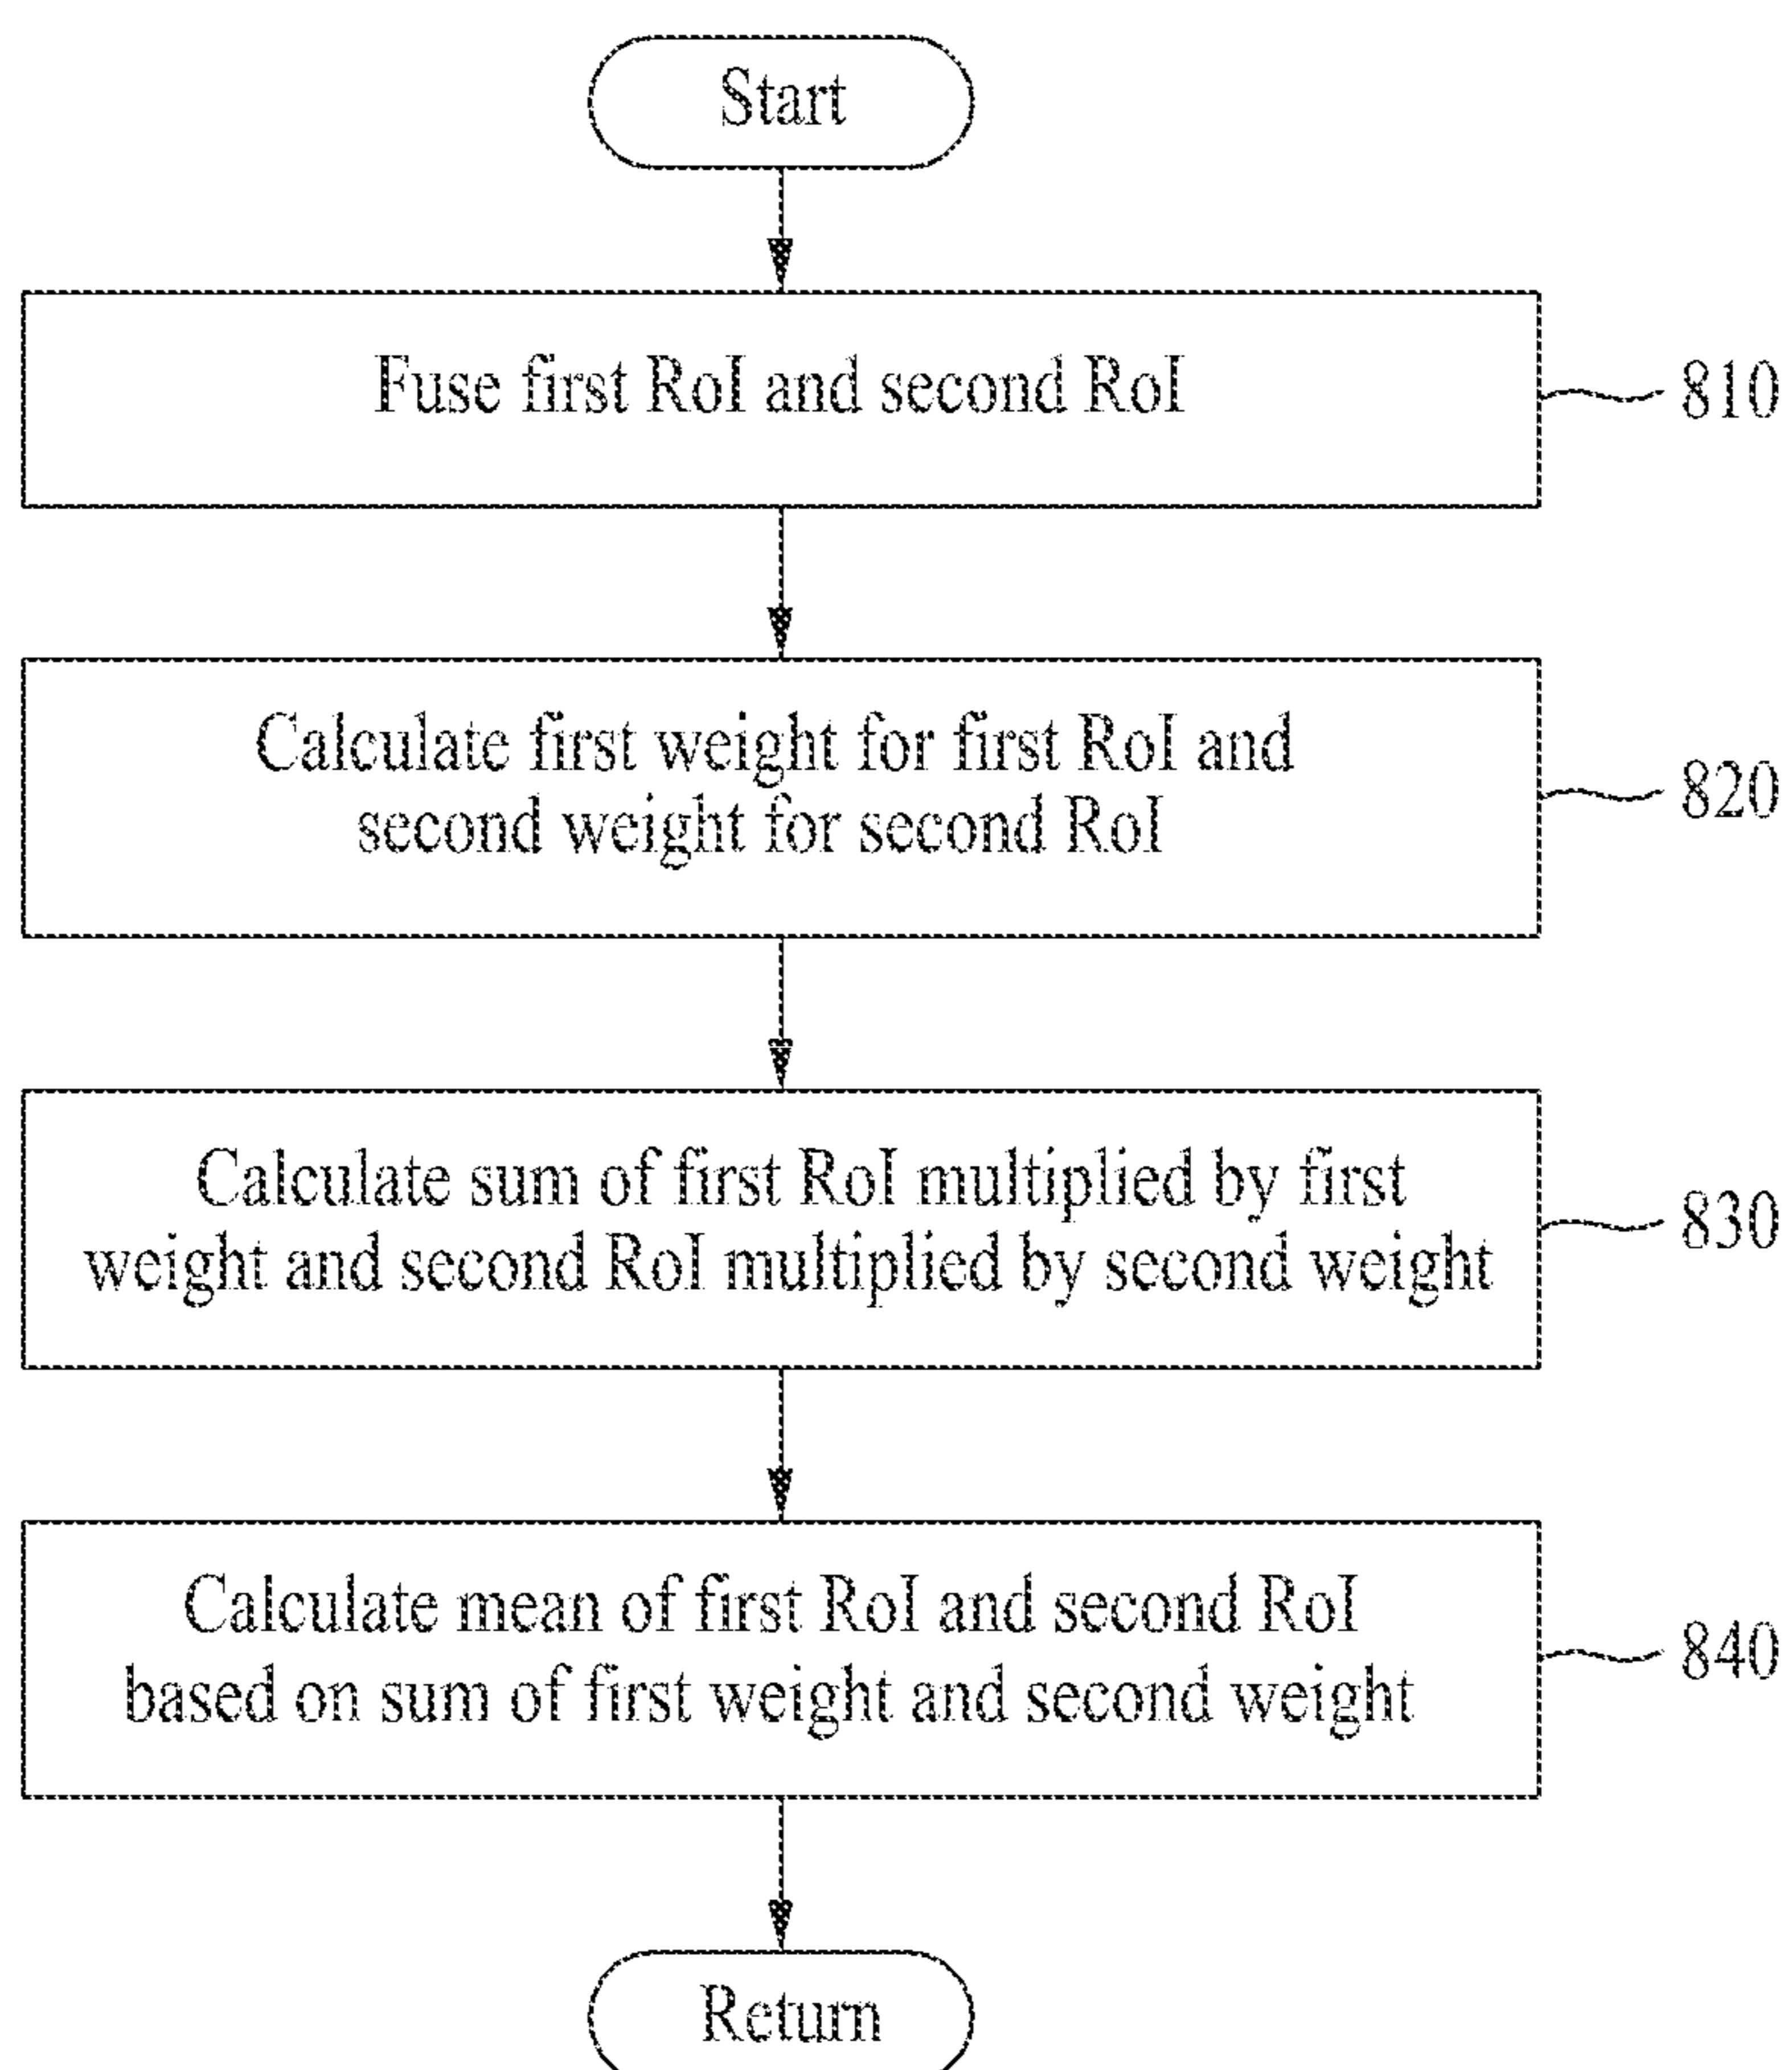 Start
Fuse first RoI and second RoI
810
Calculate first weight for first RoI and
second weight for second RoI
820
Calculate sum of first RoI multiplied by first
weight and second RoI multiplied by second weight
830
Calculate mean of first RoI and second RoI
based on sum of first weight and second weight
840
Return